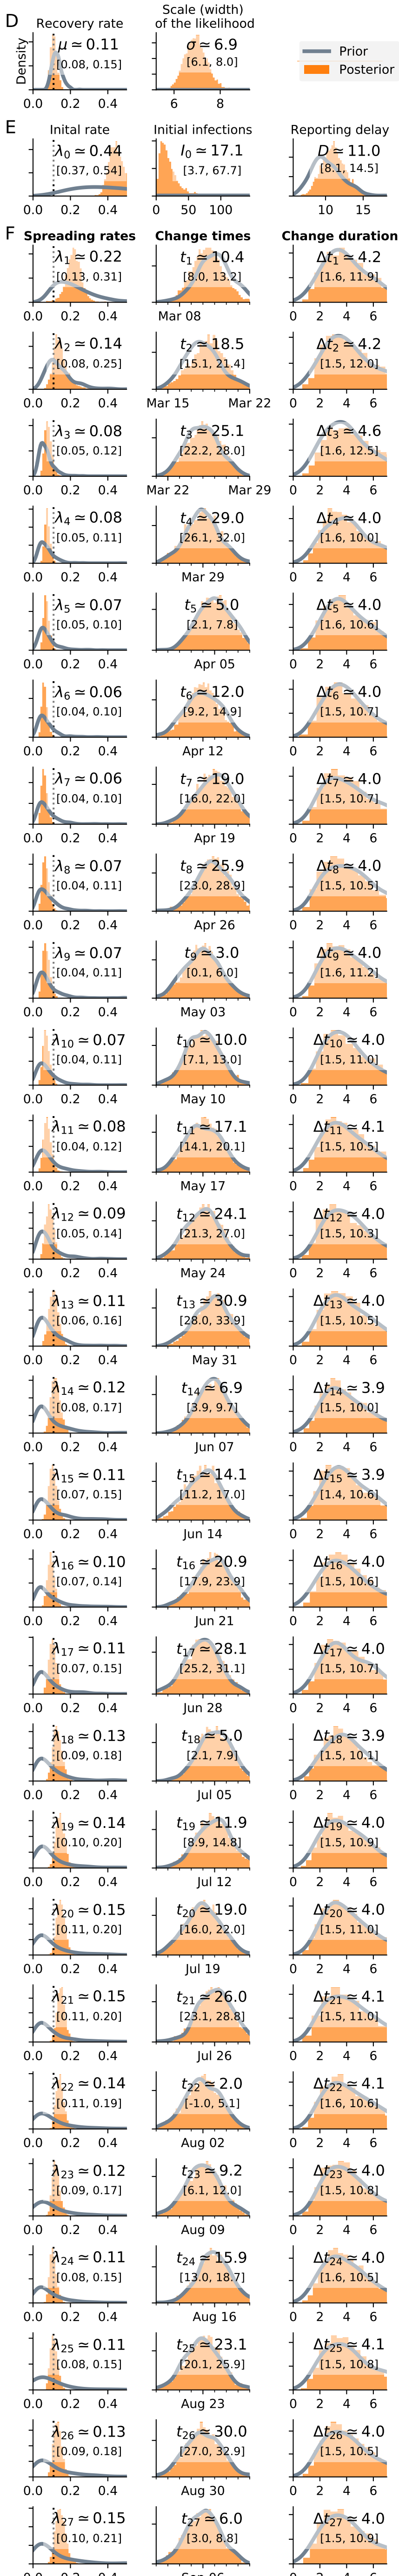 D
Recovery rate
Scale (width)
of the likelihood
Density
μ≃0.11
[0.08, 0.15]
σ≃6.9
[6.1, 8.0]
Prior
Posterior
0.0 0.2 0.4
6 8
E
Inital rate
Initial infections
Reporting delay
λ0≃0.44 I0≃17.1 D≃11.0
[0.37, 0.54] [3.7, 67.7] [8.1, 14.5]
0.0 0.2 0.4 0 50 100 10 15
F
Spreading rates Change times Change duration
λ1≃0.22 t1≃10.4 Δt1≃4.2
[0.13, 0.31] [8.0, 13.2] [1.6, 11.9]
0.0 0.2 0.4 Mar 08 0 2 4 6
λ2≃0.14 t2≃18.5 Δt2≃4.2
[0.08, 0.25] [15.1, 21.4] [1.5, 12.0]
0.0 0.2 0.4 Mar 15 Mar 22 0 2 4 6
λ3≃0.08 t3≃25.1 Δt3≃4.6
[0.05, 0.12] [22.2, 28.0] [1.6, 12.5]
0.0 0.2 0.4 Mar 22 Mar 29 0 2 4 6
λ4≃0.08 t4≃29.0 Δt4≃4.0
[0.05, 0.11] [26.1, 32.0] [1.6, 10.0]
0.0 0.2 0.4 Mar 29 0 2 4 6
λ5≃0.07 t5≃5.0 Δt5≃4.0
[0.05, 0.10] [2.1, 7.8] [1.6, 10.6]
0.0 0.2 0.4 Apr 05 0 2 4 6
λ6≃0.06 t6≃12.0 Δt6≃4.0
[0.04, 0.10] [9.2, 14.9] [1.5, 10.7]
0.0 0.2 0.4 Apr 12 0 2 4 6
λ7≃0.06 t7≃19.0 Δt7≃4.0
[0.04, 0.10] [16.0, 22.0] [1.5, 10.7]
0.0 0.2 0.4 Apr 19 0 2 4 6
λ8≃0.07 t8≃25.9 Δt8≃4.0
[0.04, 0.11] [23.0, 28.9] [1.5, 10.5]
0.0 0.2 0.4 Apr 26 0 2 4 6
λ9≃0.07 t9≃3.0 Δt9≃4.0
[0.04, 0.11] [0.1, 6.0] [1.6, 11.2]
0.0 0.2 0.4 May 03 0 2 4 6
λ10≃0.07 t10≃10.0 Δt10≃4.0
[0.04, 0.11] [7.1, 13.0] [1.5, 11.0]
0.0 0.2 0.4 May 10 0 2 4 6
λ11≃0.08 t11≃17.1 Δt11≃4.1
[0.04, 0.12] [14.1, 20.1] [1.5, 10.5]
0.0 0.2 0.4 May 17 0 2 4 6
λ12≃0.09 t12≃24.1 Δt12≃4.0
[0.05, 0.14] [21.3, 27.0] [1.5, 10.3]
0.0 0.2 0.4 May 24 0 2 4 6
λ13≃0.11 t13≃30.9 Δt13≃4.0
[0.06, 0.16] [28.0, 33.9] [1.5, 10.5]
0.0 0.2 0.4 May 31 0 2 4 6
λ14≃0.12 t14≃6.9 Δt14≃3.9
[0.08, 0.17] [3.9, 9.7] [1.5, 10.0]
0.0 0.2 0.4 Jun 07 0 2 4 6
λ15≃0.11 t15≃14.1 Δt15≃3.9
[0.07, 0.15] [11.2, 17.0] [1.4, 10.6]
0.0 0.2 0.4 Jun 14 0 2 4 6
λ16≃0.10 t16≃20.9 Δt16≃4.0
[0.07, 0.14] [17.9, 23.9] [1.5, 10.6]
0.0 0.2 0.4 Jun 21 0 2 4 6
λ17≃0.11 t17≃28.1 Δt17≃4.0
[0.07, 0.15] [25.2, 31.1] [1.5, 10.7]
0.0 0.2 0.4 Jun 28 0 2 4 6
λ18≃0.13 t18≃5.0 Δt18≃3.9
[0.09, 0.18] [2.1, 7.9] [1.5, 10.1]
0.0 0.2 0.4 Jul 05 0 2 4 6
λ19≃0.14 t19≃11.9 Δt19≃4.0
[0.10, 0.20] [8.9, 14.8] [1.5, 10.9]
0.0 0.2 0.4 Jul 12 0 2 4 6
λ20≃0.15 t20≃19.0 Δt20≃4.0
[0.11, 0.20] [16.0, 22.0] [1.5, 11.0]
0.0 0.2 0.4 Jul 19 0 2 4 6
λ21≃0.15 t21≃26.0 Δt21≃4.1
[0.11, 0.20] [23.1, 28.8] [1.5, 11.0]
0.0 0.2 0.4 Jul 26 0 2 4 6
λ22≃0.14 t22≃2.0 Δt22≃4.1
[0.11, 0.19] [-1.0, 5.1] [1.6, 10.6]
0.0 0.2 0.4 Aug 02 0 2 4 6
λ23≃0.12 t23≃9.2 Δt23≃4.0
[0.09, 0.17] [6.1, 12.0] [1.5, 10.8]
0.0 0.2 0.4 Aug 09 0 2 4 6
λ24≃0.11 t24≃15.9 Δt24≃4.0
[0.08, 0.15] [13.0, 18.7] [1.6, 10.5]
0.0 0.2 0.4 Aug 16 0 2 4 6
λ25≃0.11 t25≃23.1 Δt25≃4.1
[0.08, 0.15] [20.1, 25.9] [1.5, 10.8]
0.0 0.2 0.4 Aug 23 0 2 4 6
λ26≃0.13 t26≃30.0 Δt26≃4.0
[0.09, 0.18] [27.0, 32.9] [1.5, 10.5]
0.0 0.2 0.4 Aug 30 0 2 4 6
λ27≃0.15 t27≃6.0 Δt27≃4.0
[0.10, 0.21] [3.0, 8.8] [1.5, 10.9]
0.0 0.2 0.4 0 2 4 6